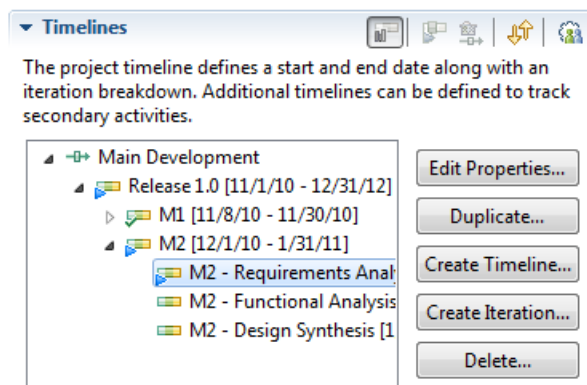 Timelines
The project timeline defines a start and end date along with an
iteration breakdown. Additional timelines can be defined to track
secondary activities.
Main Development
Release 1.0 [11/1/10 - 12/31/12]
M1 [11/8/10 - 11/30/10]
M2 [12/1/10 - 1/31/11]
M2 - Requirements Anal
M2 - Functional Analysis
M2 - Design Synthesis [1
Edit Properties...
Duplicate...
Create Timeline...
Create Iteration...
Delete...